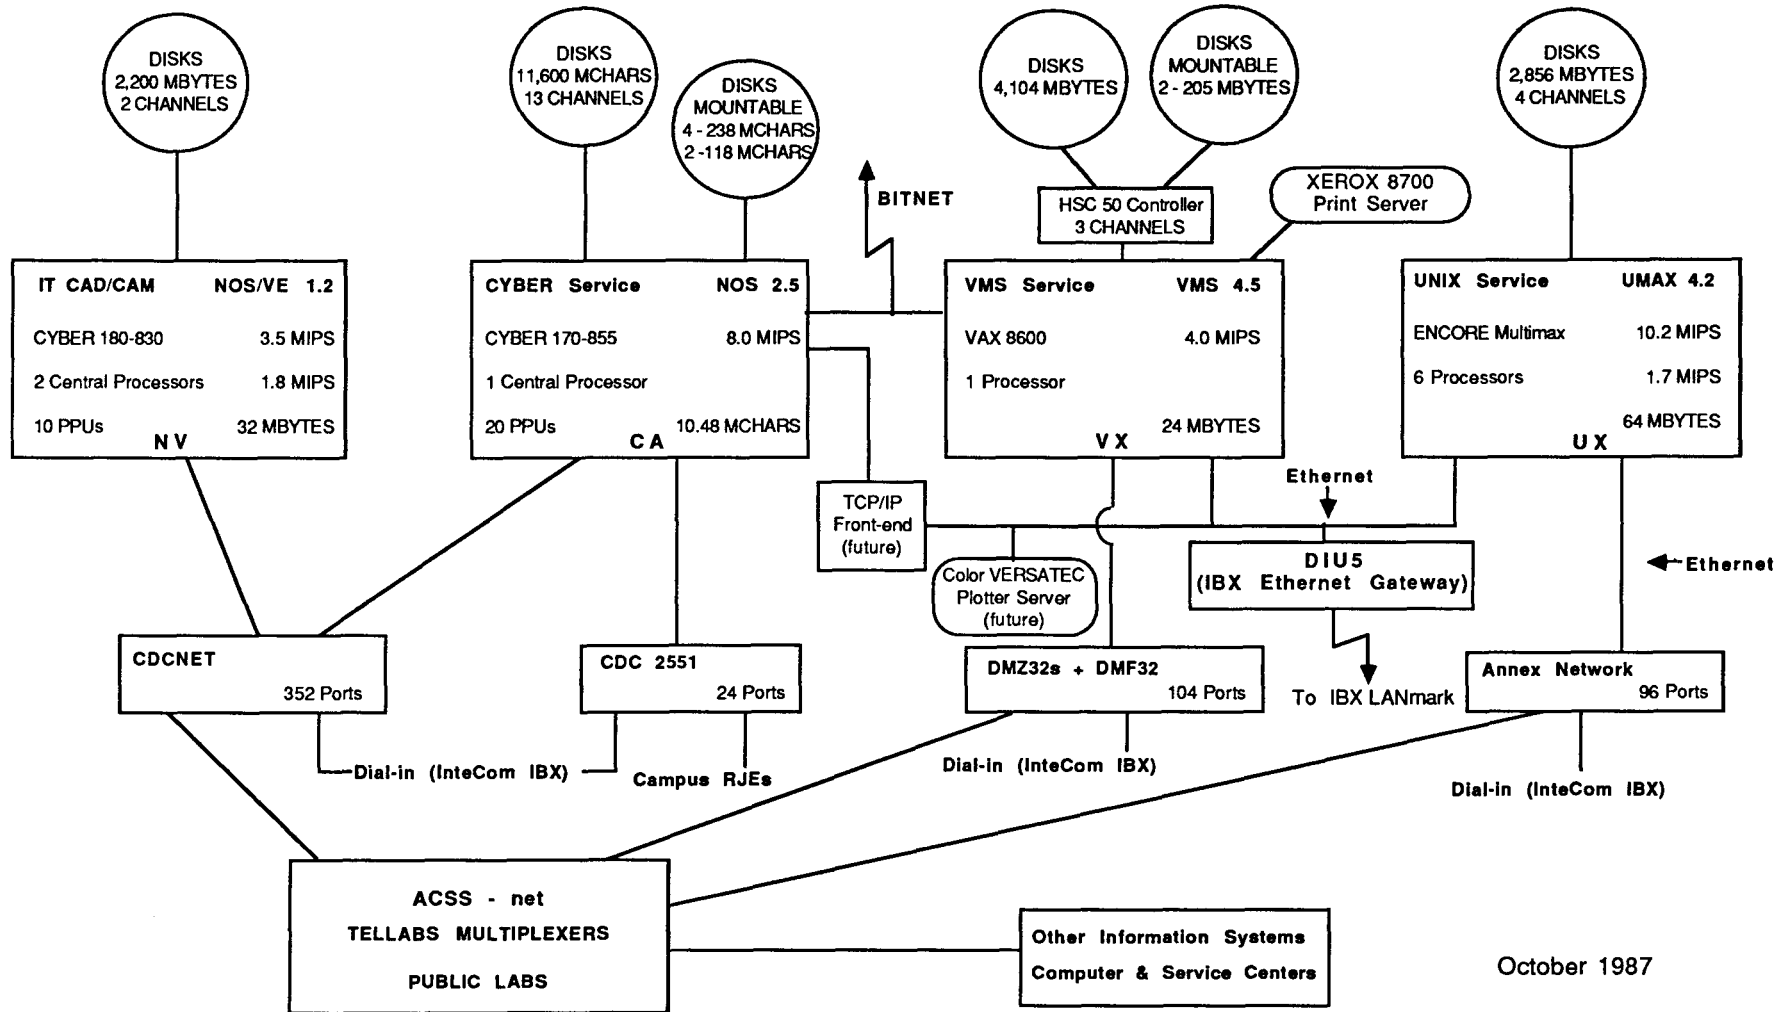 DISKS
2,200 MBYTES
2 CHANNELS
DISKS
11,600 MCHARS
13 CHANNELS
DISKS
MOUNTABLE
4 - 238 MCHARS
2 -118 MCHARS
DISKS
4,104 MBYTES
DISKS
MOUNTABLE
2 - 205 MBYTES
DISKS
2,856 MBYTES
4 CHANNELS
BITNET
HSC 50 Controller
3 CHANNELS
XEROX 8700
Print Server
IT CAD/CAM NOS/VE 1.2
CYBER 180-830 3.5 MIPS
2 Central Processors 1.8 MIPS
10 PPUs 32 MBYTES
NV
CYBER Service NOS 2.5
CYBER 170-855 8.0 MIPS
1 Central Processor
20 PPUs 10.48 MCHARS
CA
VMS Service VMS 4.5
VAX 8600 4.0 MIPS
1 Processor
24 MBYTES
VX
UNIX Service UMAX 4.2
ENCORE Multimax 10.2 MIPS
6 Processors 1.7 MIPS
64 MBYTES
UX
TCP/IP
Front-end
(future)
Ethernet
Color VERSATEC
Plotter Server
(future)
DIU5
(IBX Ethernet Gateway)
Ethernet
CDCNET
352 Ports
CDC 2551
24 Ports
DMZ32s + DMF32
104 Ports
To IBX LANmark
Annex Network
96 Ports
Dial-in (InteCom IBX)
Campus RJEs
Dial-in (InteCom IBX)
Dial-in (InteCom IBX)
ACSS - net
TELLABS MULTIPLEXERS
PUBLIC LABS
Other Information Systems
Computer & Service Centers
October 1987